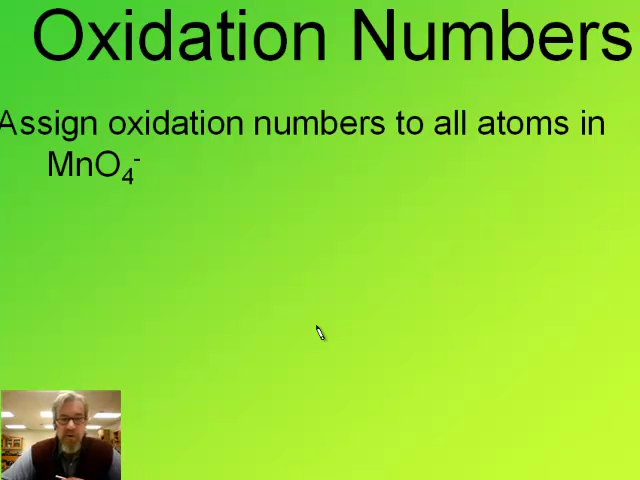 Oxidation Numbers
Assign oxidation numbers to all atoms in
MnO₄⁻